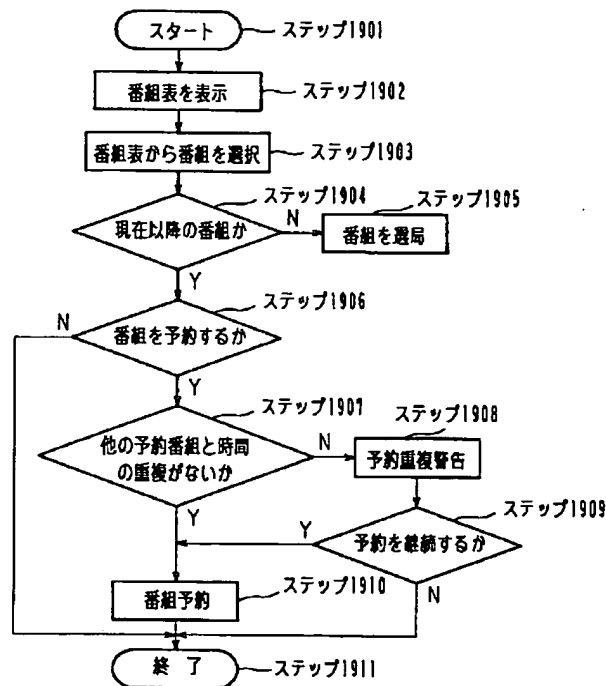 スタート
ステップ1901
番組表を表示
ステップ1902
番組表から番組を選択
ステップ1903
ステップ1904
現在以降の番組か
N
ステップ1905
番組を選局
Y
ステップ1906
N
番組を予約するか
Y
ステップ1907
他の予約番組と時間
の重複がないか
N
ステップ1908
予約重複警告
Y
ステップ1909
予約を継続するか
Y
N
ステップ1910
番組予約
終 了
ステップ1911